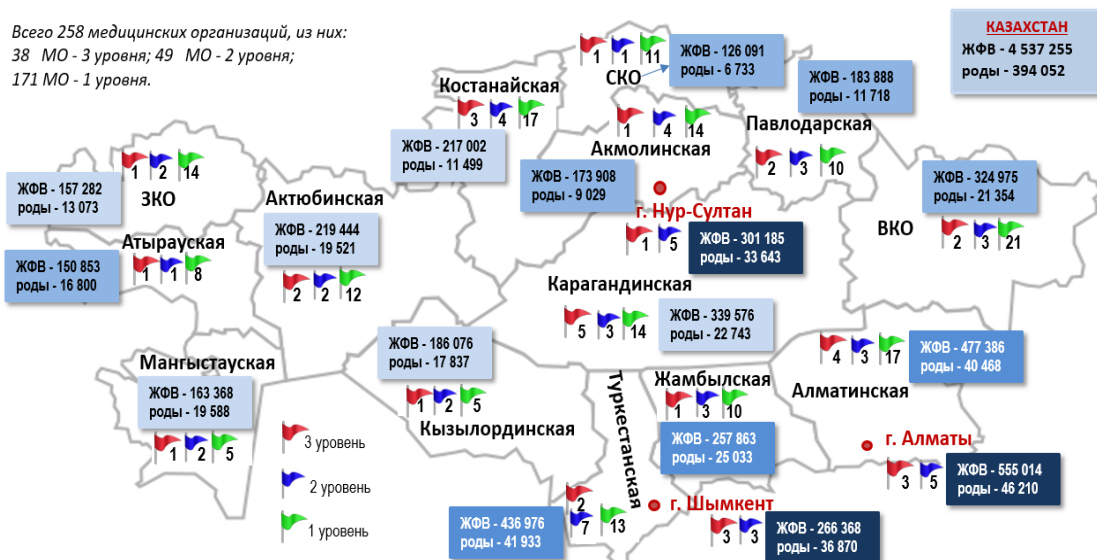 Всего 258 медицинских организаций, из них:
38 МО - 3 уровня; 49 МО - 2 уровня;
171 МО - 1 уровня.
КАЗАХСТАН
ЖФВ - 4 537 255
роды - 394 052
1 1 11
СКО
ЖФВ - 126 091
роды - 6 733
Костанайская
3 4 17
ЖФВ - 217 002
роды - 11 499
1 4 14
Акмолинская
ЖФВ - 173 908
роды - 9 029
ЖФВ - 183 888
роды - 11 718
Павлодарская
2 3 10
1 2 14
ЖФВ - 157 282
роды - 13 073
ЗКО
Актюбинская
ЖФВ - 219 444
роды - 19 521
2 2 12
Атырауская
1 1 8
ЖФВ - 150 853
роды - 16 800
г. Нур-Султан
1 5
ЖФВ - 301 185
роды - 33 643
ЖФВ - 324 975
роды - 21 354
ВКО
2 3 21
Карагандинская
5 3 14
ЖФВ - 339 576
роды - 22 743
Мангыстауская
ЖФВ - 163 368
роды - 19 588
1 2 5
ЖФВ - 186 076
роды - 17 837
1 2 5
Кызылординская
Туркестанская
2
7 13
ЖФВ - 436 976
роды - 41 933
Жамбылская
1 3 10
ЖФВ - 257 863
роды - 25 033
4 3 17
Алматинская
ЖФВ - 477 386
роды - 40 468
г. Алматы
3 5
ЖФВ - 555 014
роды - 46 210
г. Шымкент
3 3
ЖФВ - 266 368
роды - 36 870
3 уровень
2 уровень
1 уровень